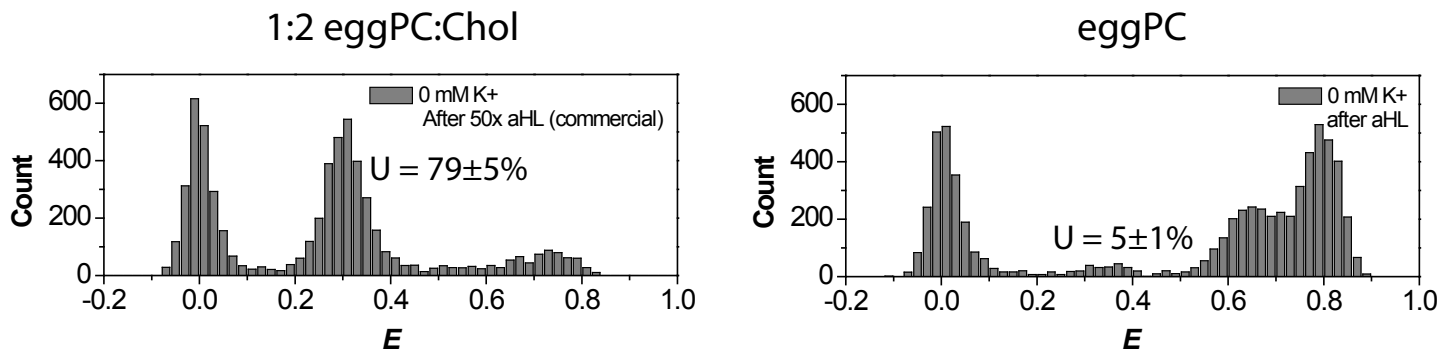 1:2 eggPC:Chol
600
400
200
0
Count
0 mM K+
After 50x aHL (commercial)
U = 79±5%
-0.2 0.0 0.2 0.4 0.6 0.8 1.0
E
eggPC
600
400
200
0
Count
0 mM K+
after aHL
U = 5±1%
-0.2 0.0 0.2 0.4 0.6 0.8 1.0
E